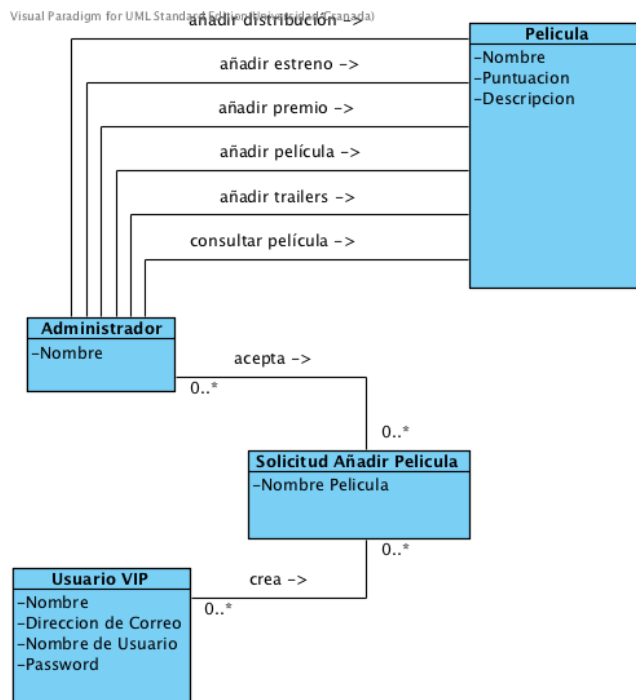 Visual Paradigm for UML Standard Edition(Universidad Granada)
añadir distribución ->
Pelicula
-Nombre
-Puntuacion
-Descripcion
añadir estreno ->
añadir premio ->
añadir película ->
añadir trailers ->
consultar película ->
Administrador
-Nombre
acepta ->
0..*
0..*
Solicitud Añadir Pelicula
-Nombre Pelicula
0..*
crea ->
0..*
Usuario VIP
-Nombre
-Direccion de Correo
-Nombre de Usuario
-Password